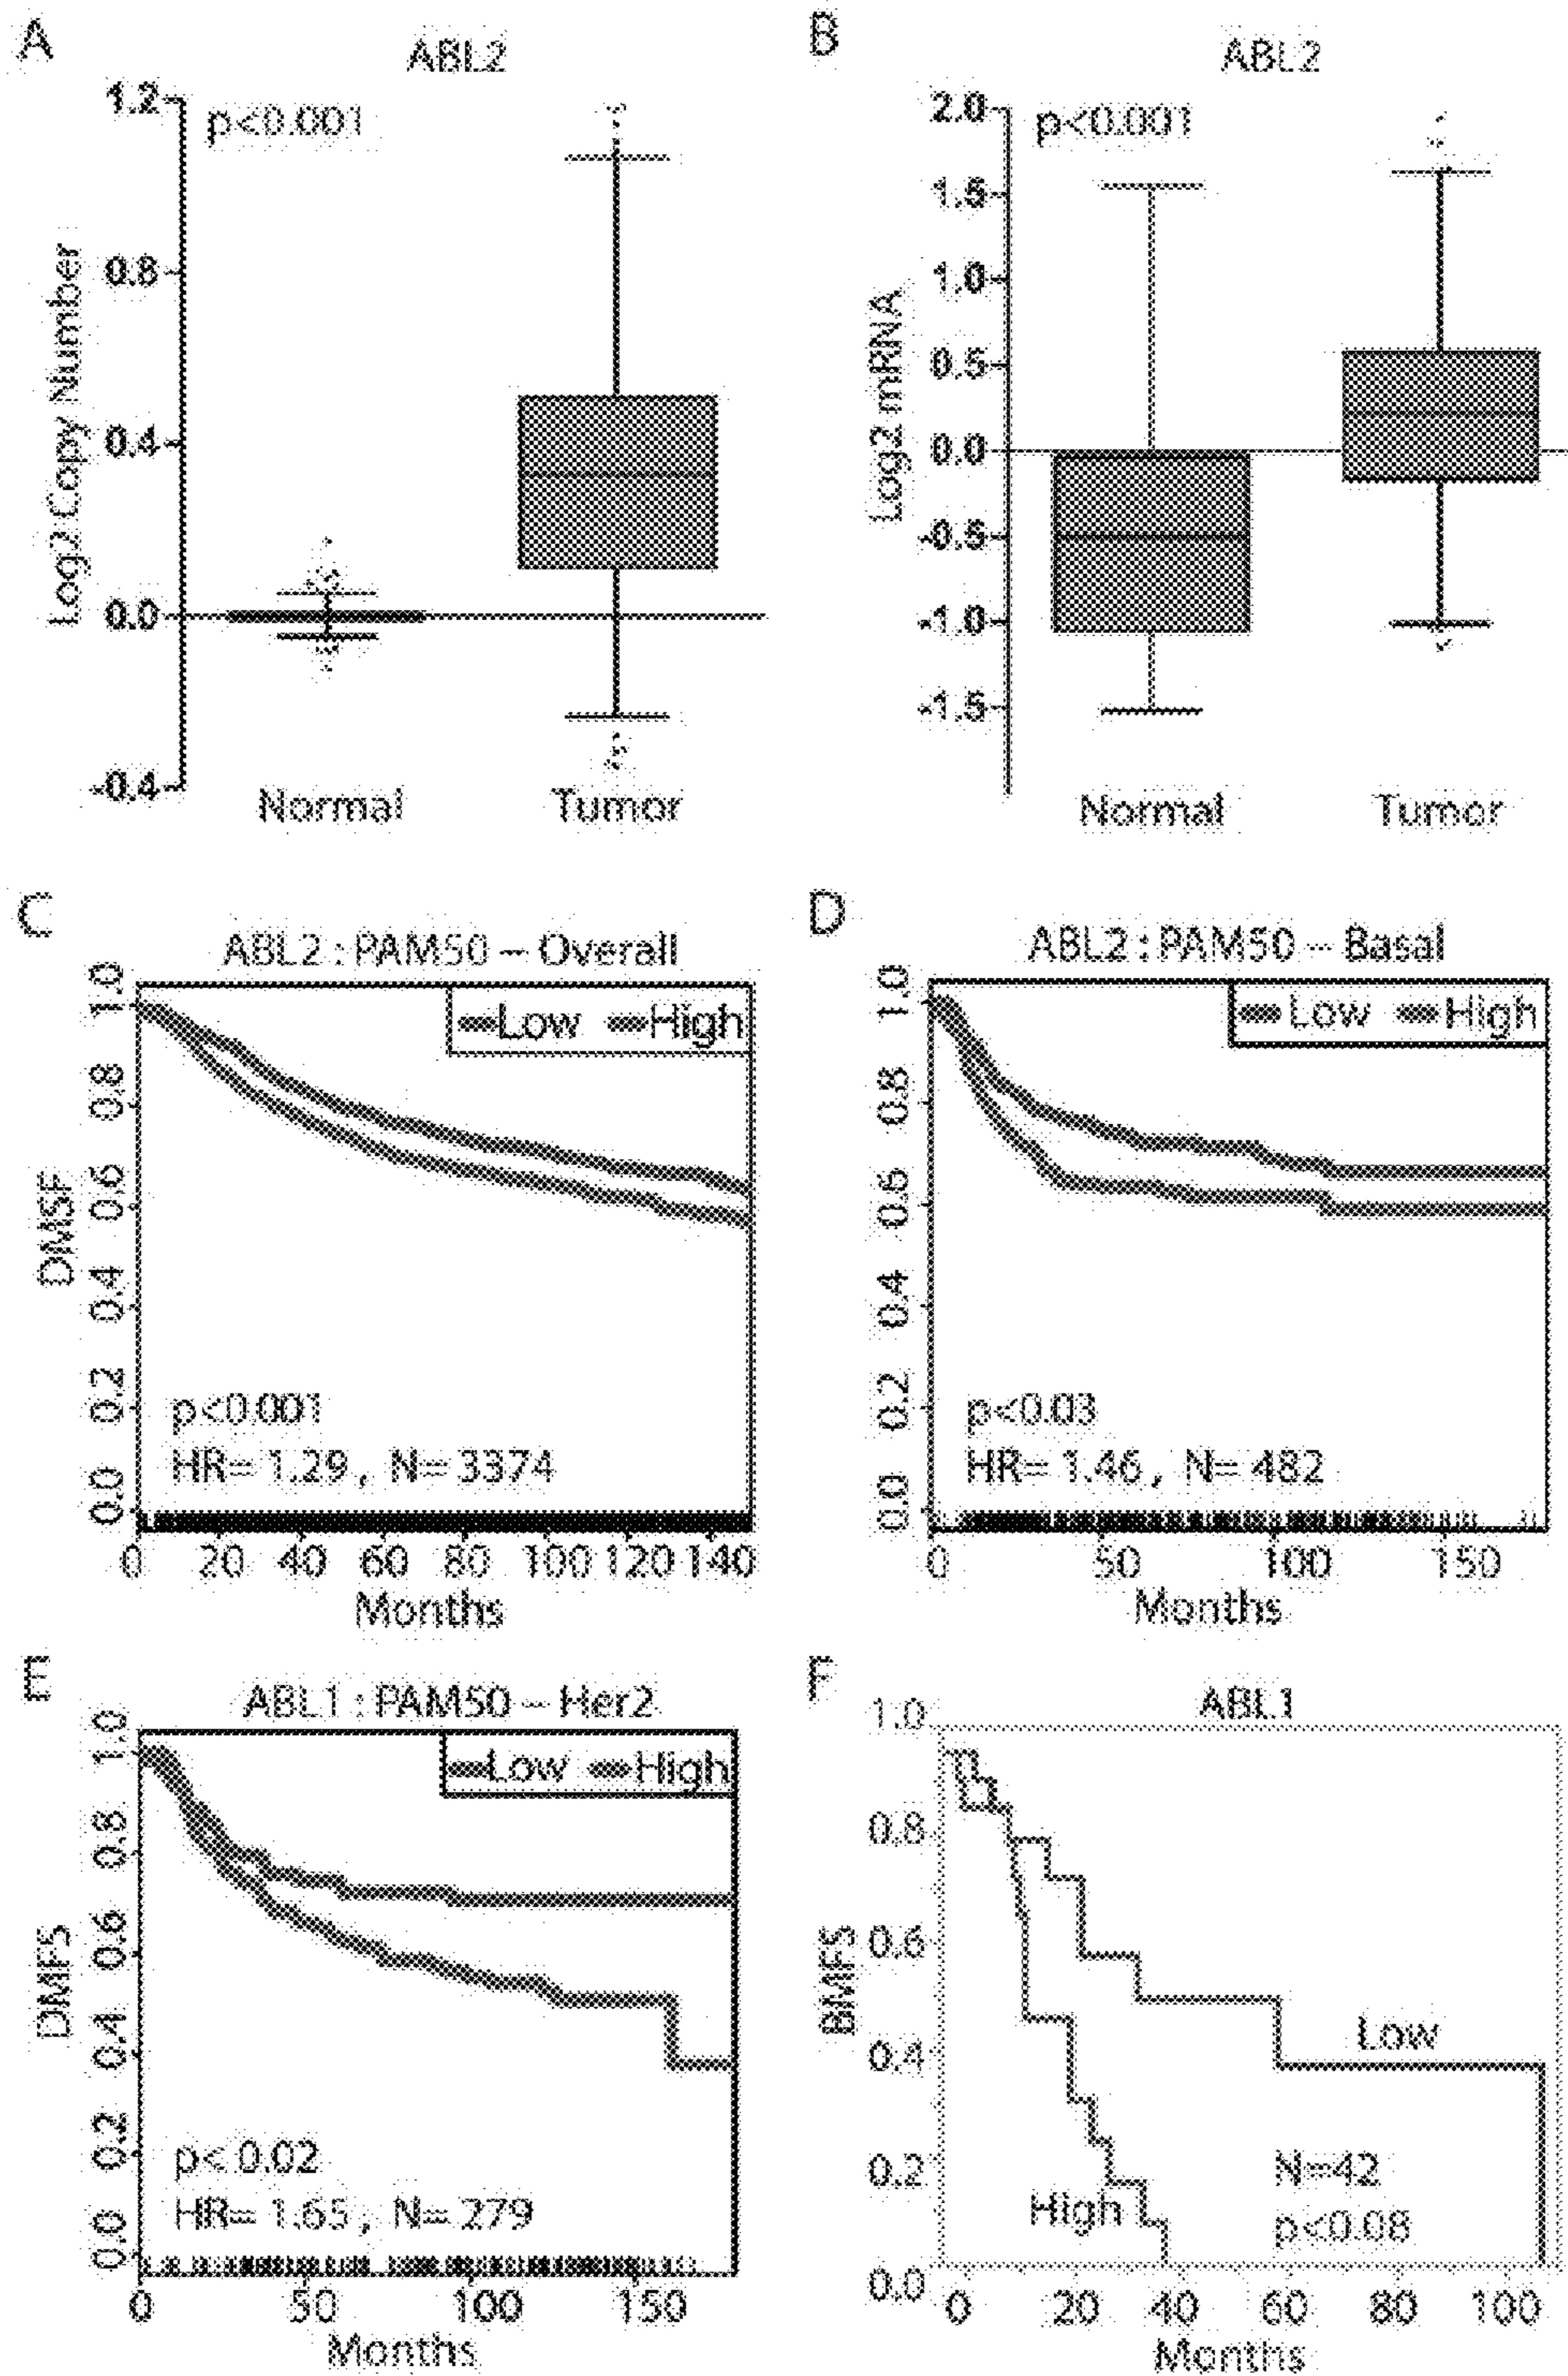 A
ABL2
p<0.001
Log2 Copy Number
1.2
0.8
0.4
0.0
-0.4
Normal
Tumor
B
ABL2
p<0.001
Log2 mRNA
2.0
1.5
1.0
0.5
0.0
-0.5
-1.0
-1.5
Normal
Tumor
C
ABL2 : PAM50 – Overall
Low
High
DMSF
1.0
0.8
0.6
0.4
0.2
0.0
p<0.001
HR= 1.29 , N= 3374
0 20 40 60 80 100 120 140
Months
D
ABL2 : PAM50 – Basal
Low
High
1.0
0.8
0.6
0.4
0.2
0.0
p<0.03
HR= 1.46 , N= 482
0 50 100 150
Months
E
ABL1 : PAM50 – Her2
Low
High
DMFS
1.0
0.8
0.6
0.4
0.2
0.0
p< 0.02
HR= 1.65 , N= 279
0 50 100 150
Months
F
ABL1
BMFS
1.0
0.8
0.6
0.4
0.2
0.0
Low
High
N=42
p<0.08
0 20 40 60 80 100
Months